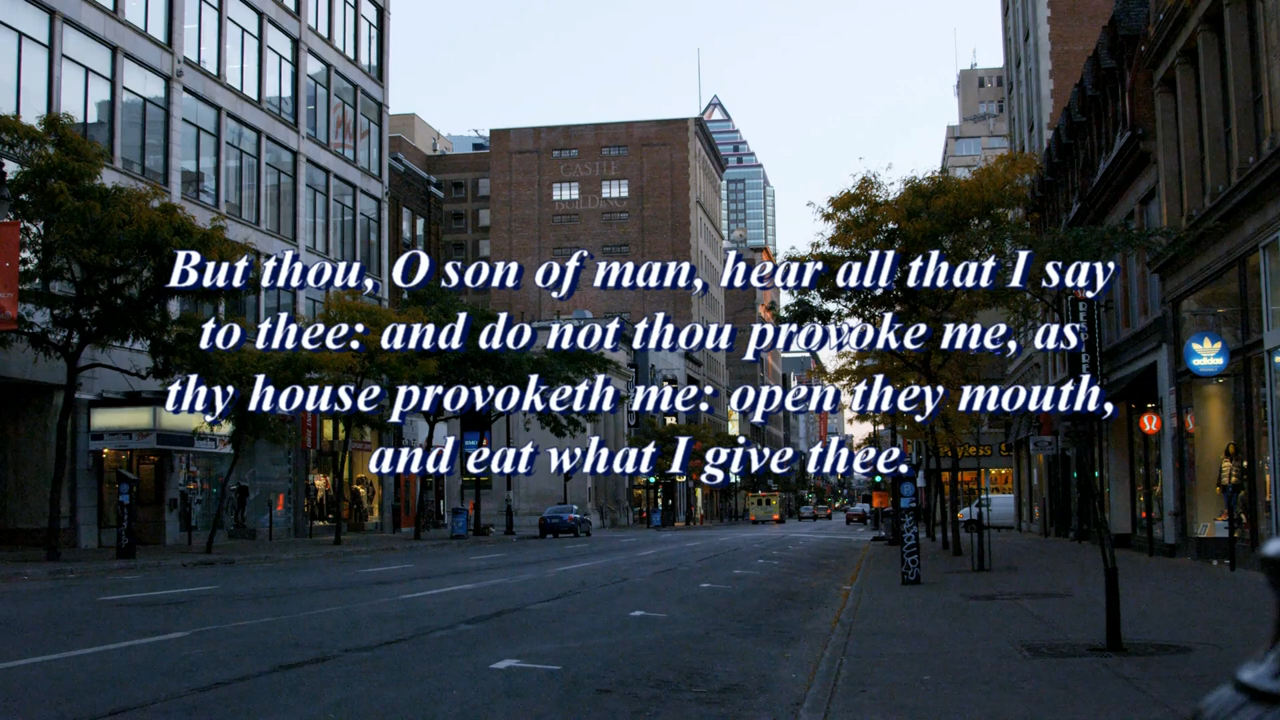 CASTLE
BUILDING
But thou, O son of man, hear all that I say
to thee: and do not thou provoke me, as
thy house provoketh me: open they mouth,
and eat what I give thee.
adidas